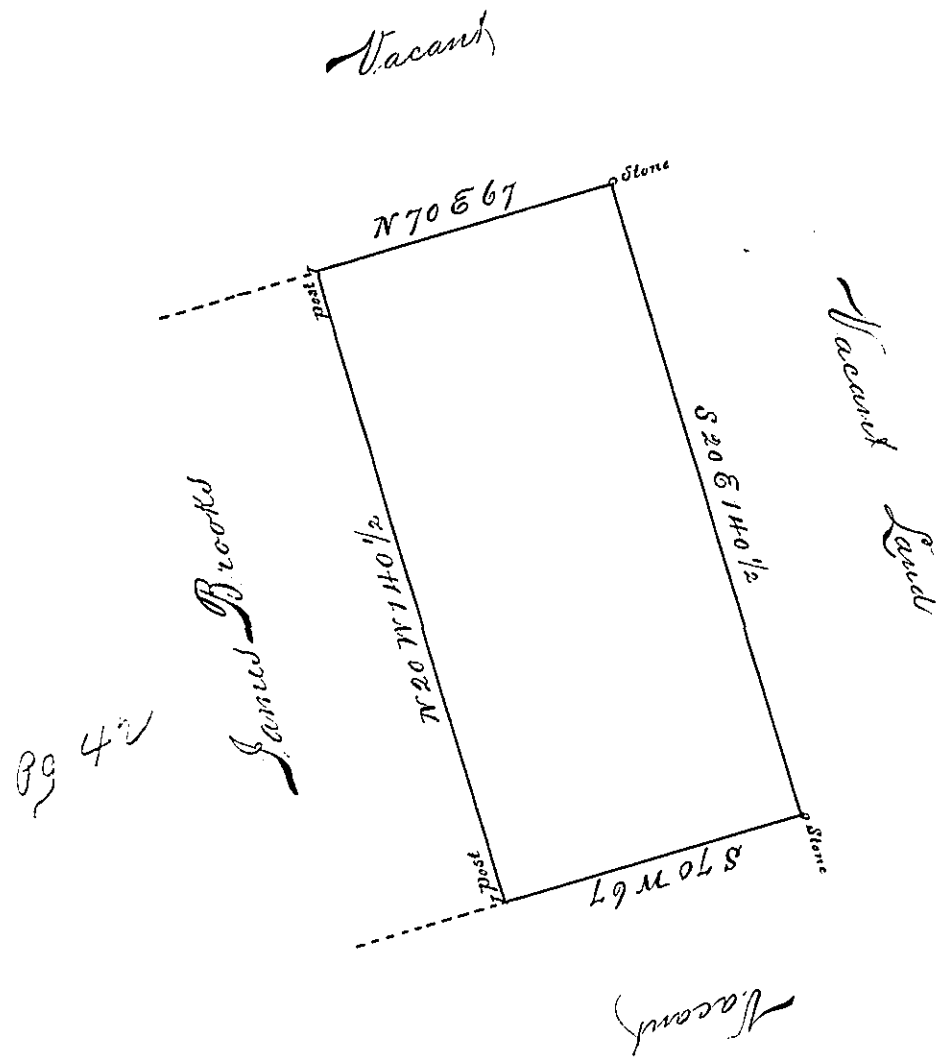 Vacant
Stone
N 70 E 67
Post
Vacant Land
S 20 E 140 1/2
James Brooks
N 20 W 140 1/2
Pg 42
Post
Stone
S 70 W 67
Vacant